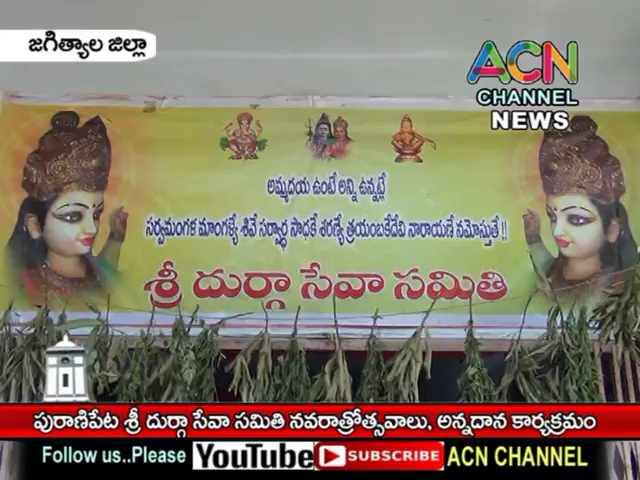 జగిత్యాల జిల్లా
ACN
CHANNEL
NEWS
అమ్మదయ ఉంటే అన్ని ఉన్నట్లే
సర్వమంగళ మాంగళ్యే శివే సర్వార్థ సాధకే శరణ్యే త్రయంబకేదేవి నారాయణే నమోస్తుతే !!
శ్రీ దుర్గా సేవా సమితి
పురాణిపేట శ్రీ దుర్గా సేవా సమితి నవరాత్రోత్సవాలు, అన్నదాన కార్యక్రమం
Follow us..Please YouTube SUBSCRIBE ACN CHANNEL